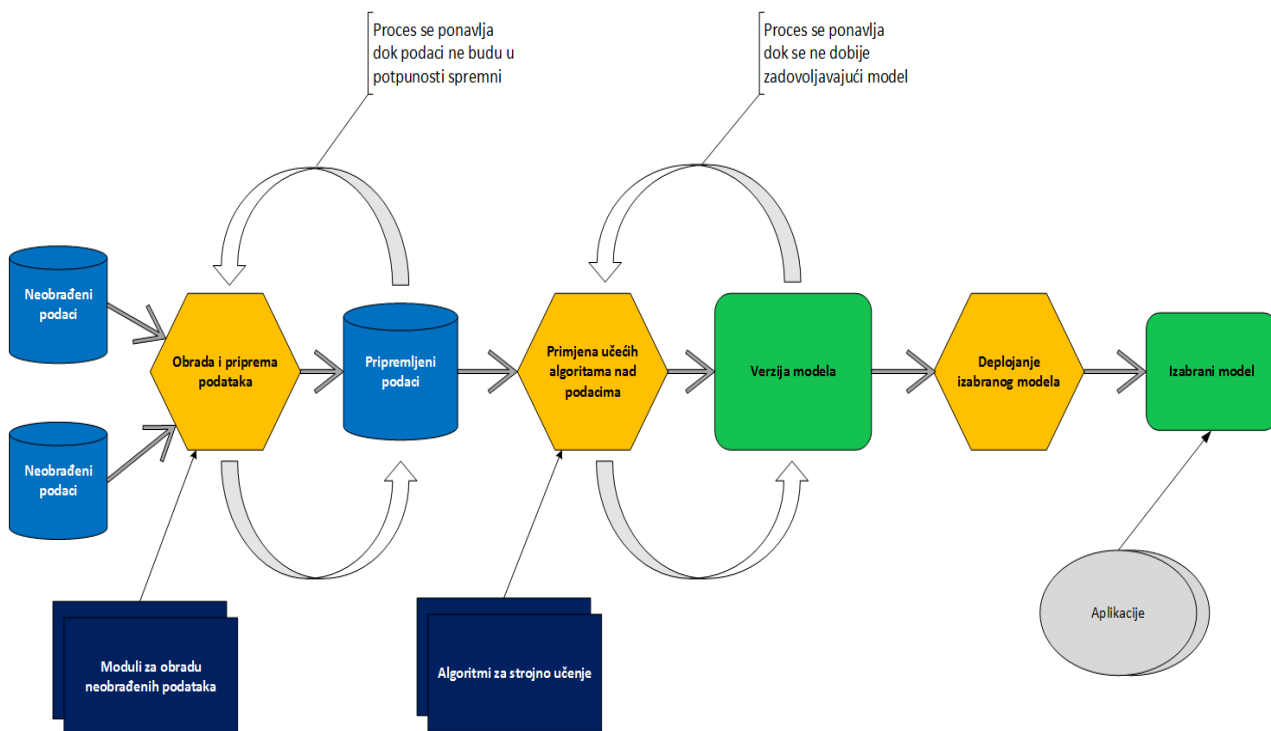 Proces se ponavlja
dok podaci ne budu u
potpunosti spremni
Proces se ponavlja
dok se ne dobije
zadovoljavajući model
Neobrađeni
podaci
Neobrađeni
podaci
Obrada i priprema
podataka
Pripremljeni
podaci
Primjena učećih
algoritama nad
podacima
Verzija modela
Deplojanje
izabranog modela
Izabrani model
Moduli za obradu
neobrađenih podataka
Algoritmi za strojno učenje
Aplikacije